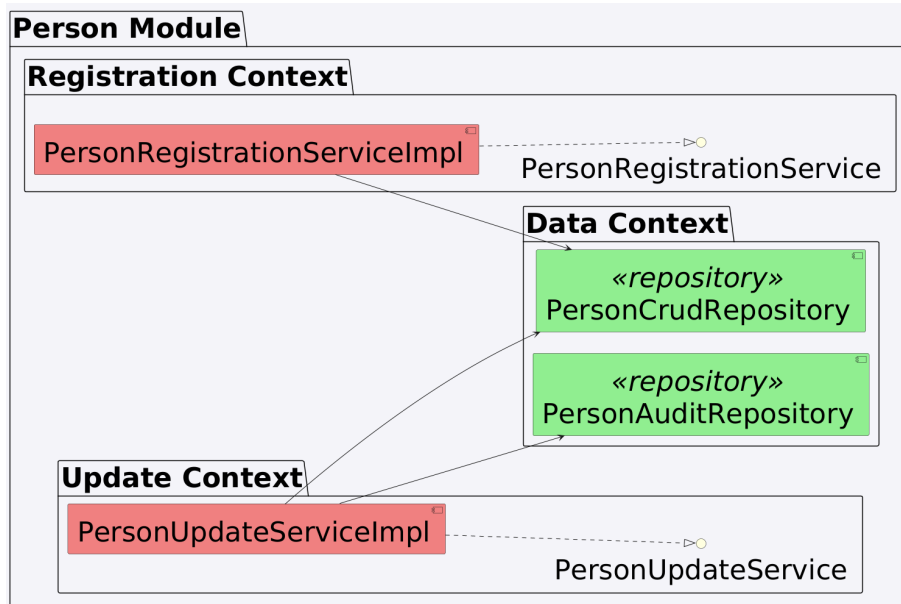 Person Module
Registration Context
PersonRegistrationServiceImpl
PersonRegistrationService
Data Context
«repository»
PersonCrudRepository
«repository»
PersonAuditRepository
Update Context
PersonUpdateServiceImpl
PersonUpdateService